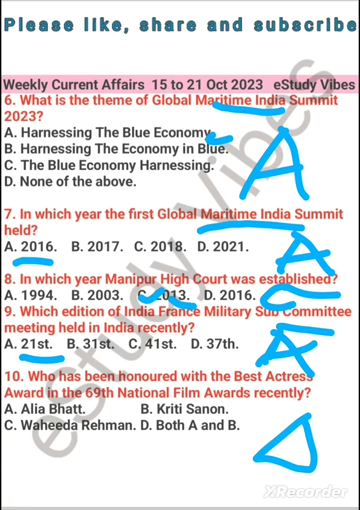 Please like, share and subscribe
Weekly Current Affairs 15 to 21 Oct 2023 eStudy Vibes
6. What is the theme of Global Maritime India Summit
2023?
A. Harnessing The Blue Economy.
B. Harnessing The Economy in Blue.
C. The Blue Economy Harnessing.
D. None of the above.
A
7. In which year the first Global Maritime India Summit
held?
A. 2016. B. 2017. C. 2018. D. 2021.
A
8. In which year Manipur High Court was established?
A. 1994. B. 2003. C. 2013. D. 2016.
C
9. Which edition of India France Military Sub Committee
meeting held in India recently?
A. 21st. B. 31st. C. 41st. D. 37th.
A
10. Who has been honoured with the Best Actress
Award in the 69th National Film Awards recently?
A. Alia Bhatt. B. Kriti Sanon.
C. Waheeda Rehman. D. Both A and B.
D
eStudy Vibes
XRecorder